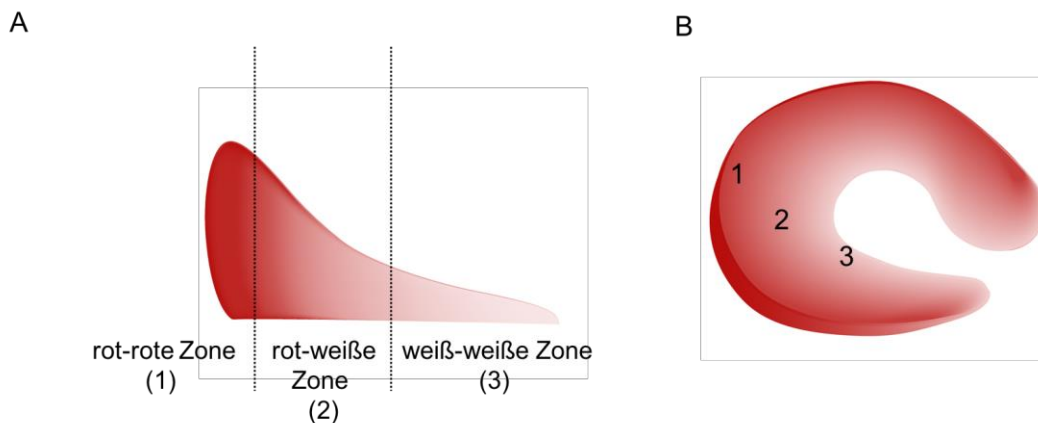 A
rot-rote Zone
(1)
rot-weiße
Zone
(2)
weiß-weiße Zone
(3)
B
1
2
3